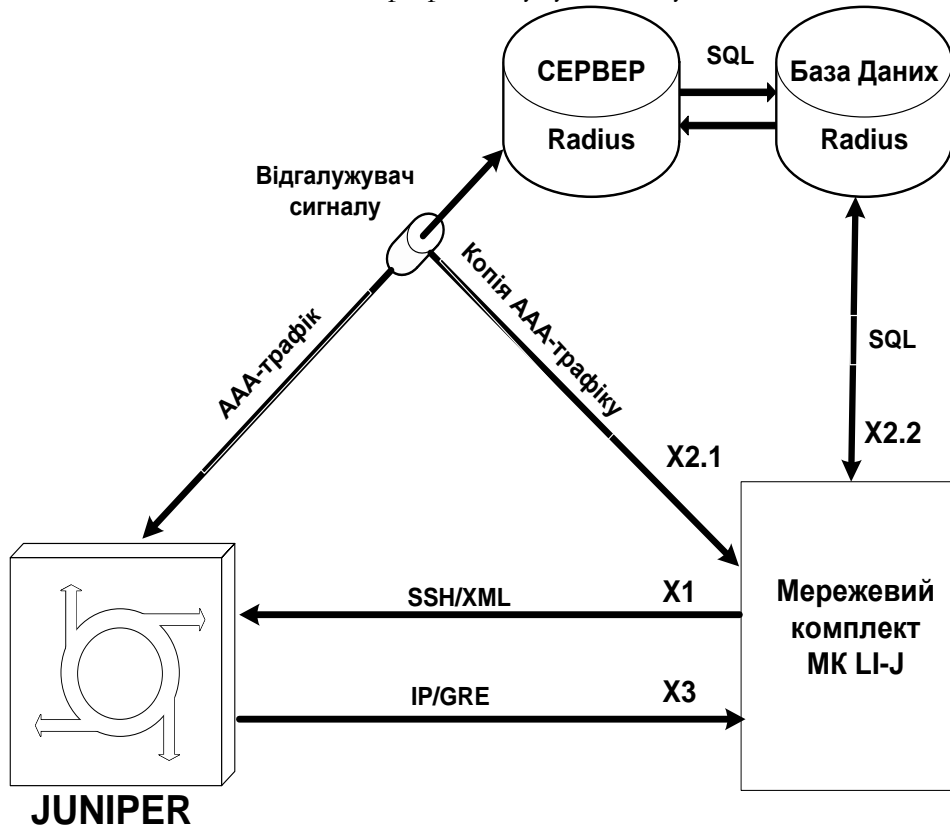 СЕРВЕР
Radius
SQL
База Даних
Radius
Відгалужувач
сигналу
ААА-трафік
Копія ААА-трафіку
SQL
X2.2
X2.1
SSH/XML
X1
IP/GRE
X3
Мережевий
комплект
МК LI-J
JUNIPER